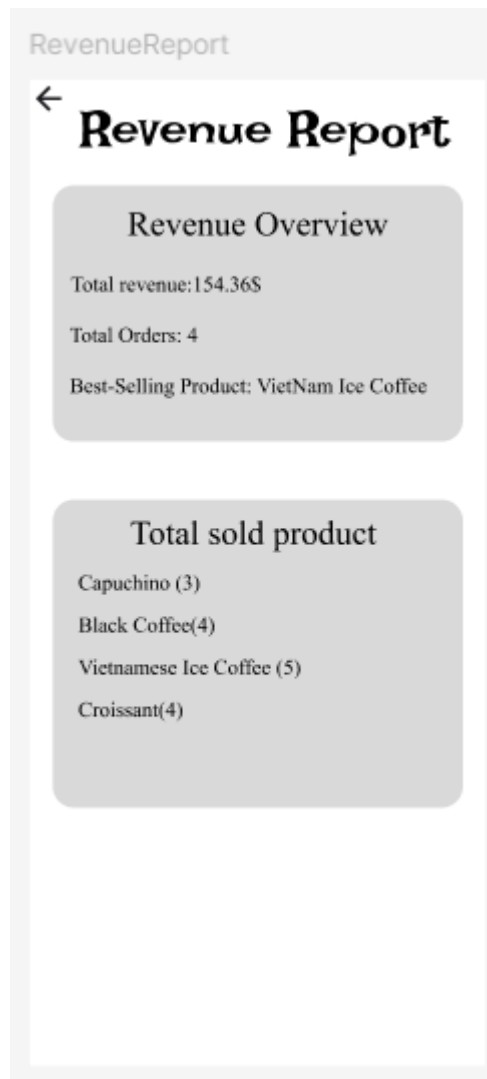 RevenueReport
Revenue Report
Revenue Overview
Total revenue:154.36$
Total Orders: 4
Best-Selling Product: VietNam Ice Coffee
Total sold product
Capuchino (3)
Black Coffee(4)
Vietnamese Ice Coffee (5)
Croissant(4)